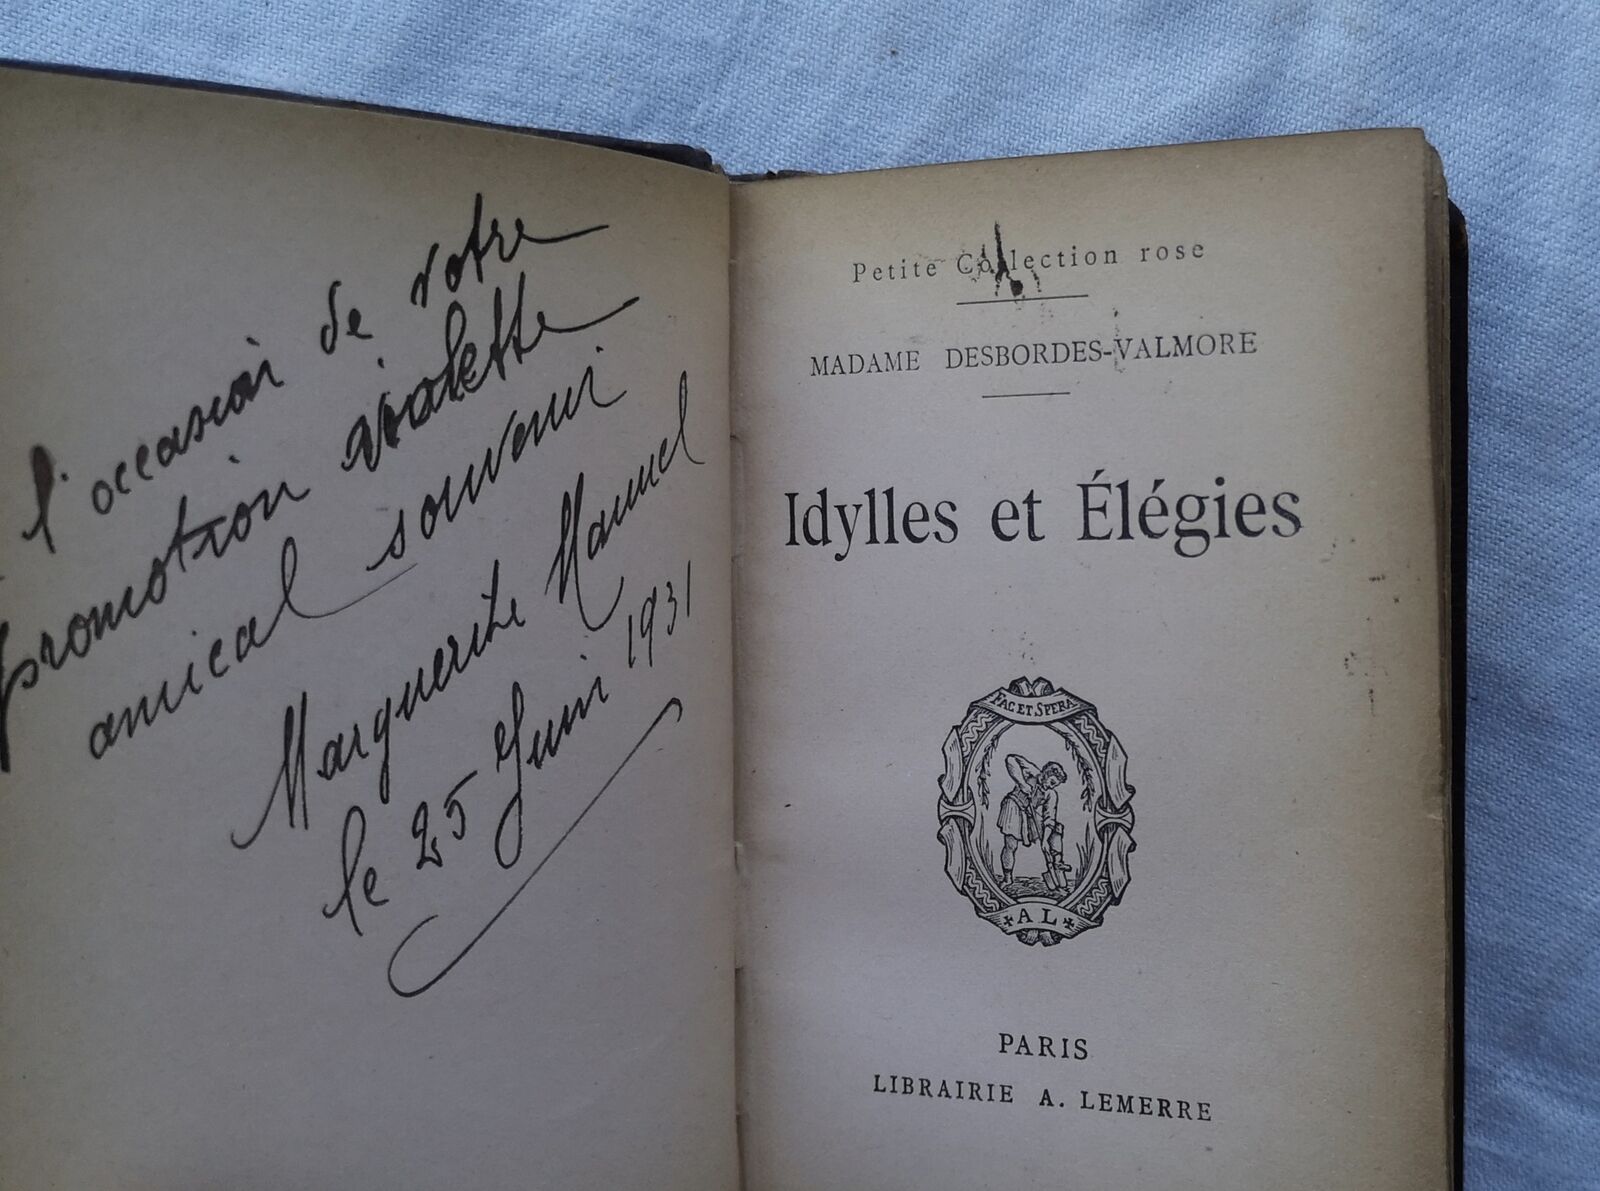 l'occasion de votre
promotion violette
amical souvenir
Marguerite Manuel
le 25 Juin 1931
Petite Collection rose
MADAME DESBORDES-VALMORE
Idylles et Élégies
FAC ET SPERA
AL
PARIS
LIBRAIRIE A. LEMERRE